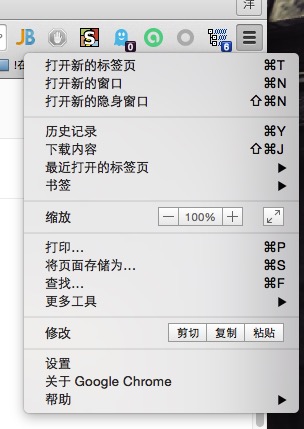 洋
JB
S
0
6
!在
打开新的标签页 ⌘T
打开新的窗口 ⌘N
打开新的隐身窗口 ⇧⌘N
历史记录 ⌘Y
下载内容 ⇧⌘J
最近打开的标签页 ▶
书签 ▶
缩放 − 100% +
打印... ⌘P
将页面存储为... ⌘S
查找... ⌘F
更多工具 ▶
修改 剪切 复制 粘贴
设置
关于 Google Chrome
帮助 ▶